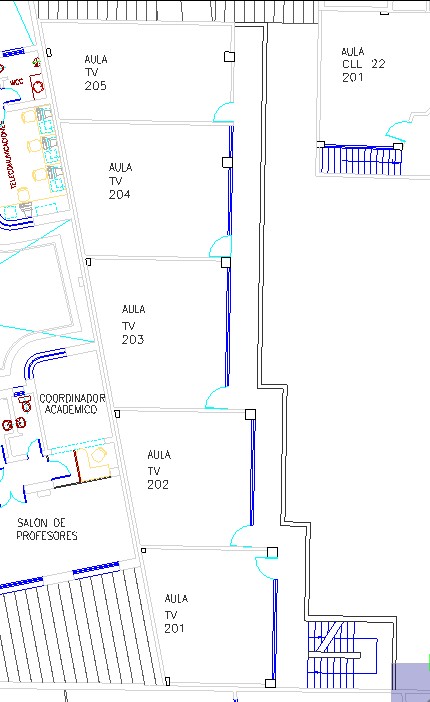 AULA
TV
205
AULA
CLL 22
201
WCC
TELECOMUNICACIONES
AULA
TV
204
AULA
TV
203
COORDINADOR
ACADEMICO
AULA
TV
202
SALON DE
PROFESORES
AULA
TV
201